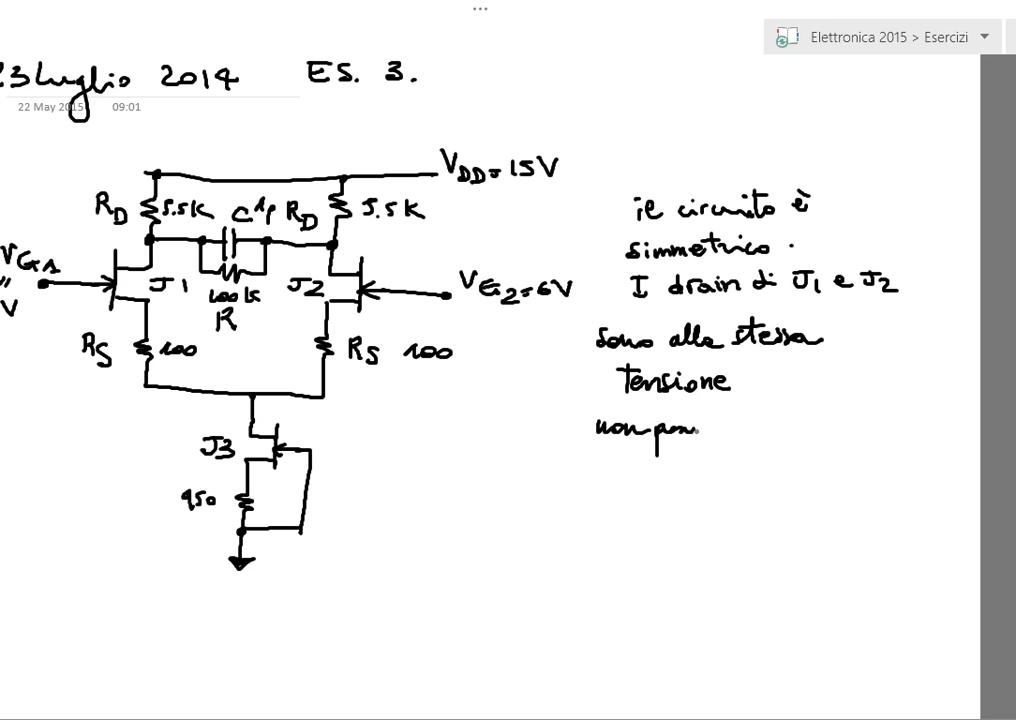 Elettronica 2015 > Esercizi
23 Luglio 2014 ES. 3.
22 May 2015 09:01
VDD=15V
RD 5.5K C 1p RD 5.5K
VG1
"
V
J1
100K
R
J2
VG2=6V
RS 100
RS 100
J3
450
il circuito è
simmetrico.
I drain di J1 e J2
sono alla stessa
tensione
non